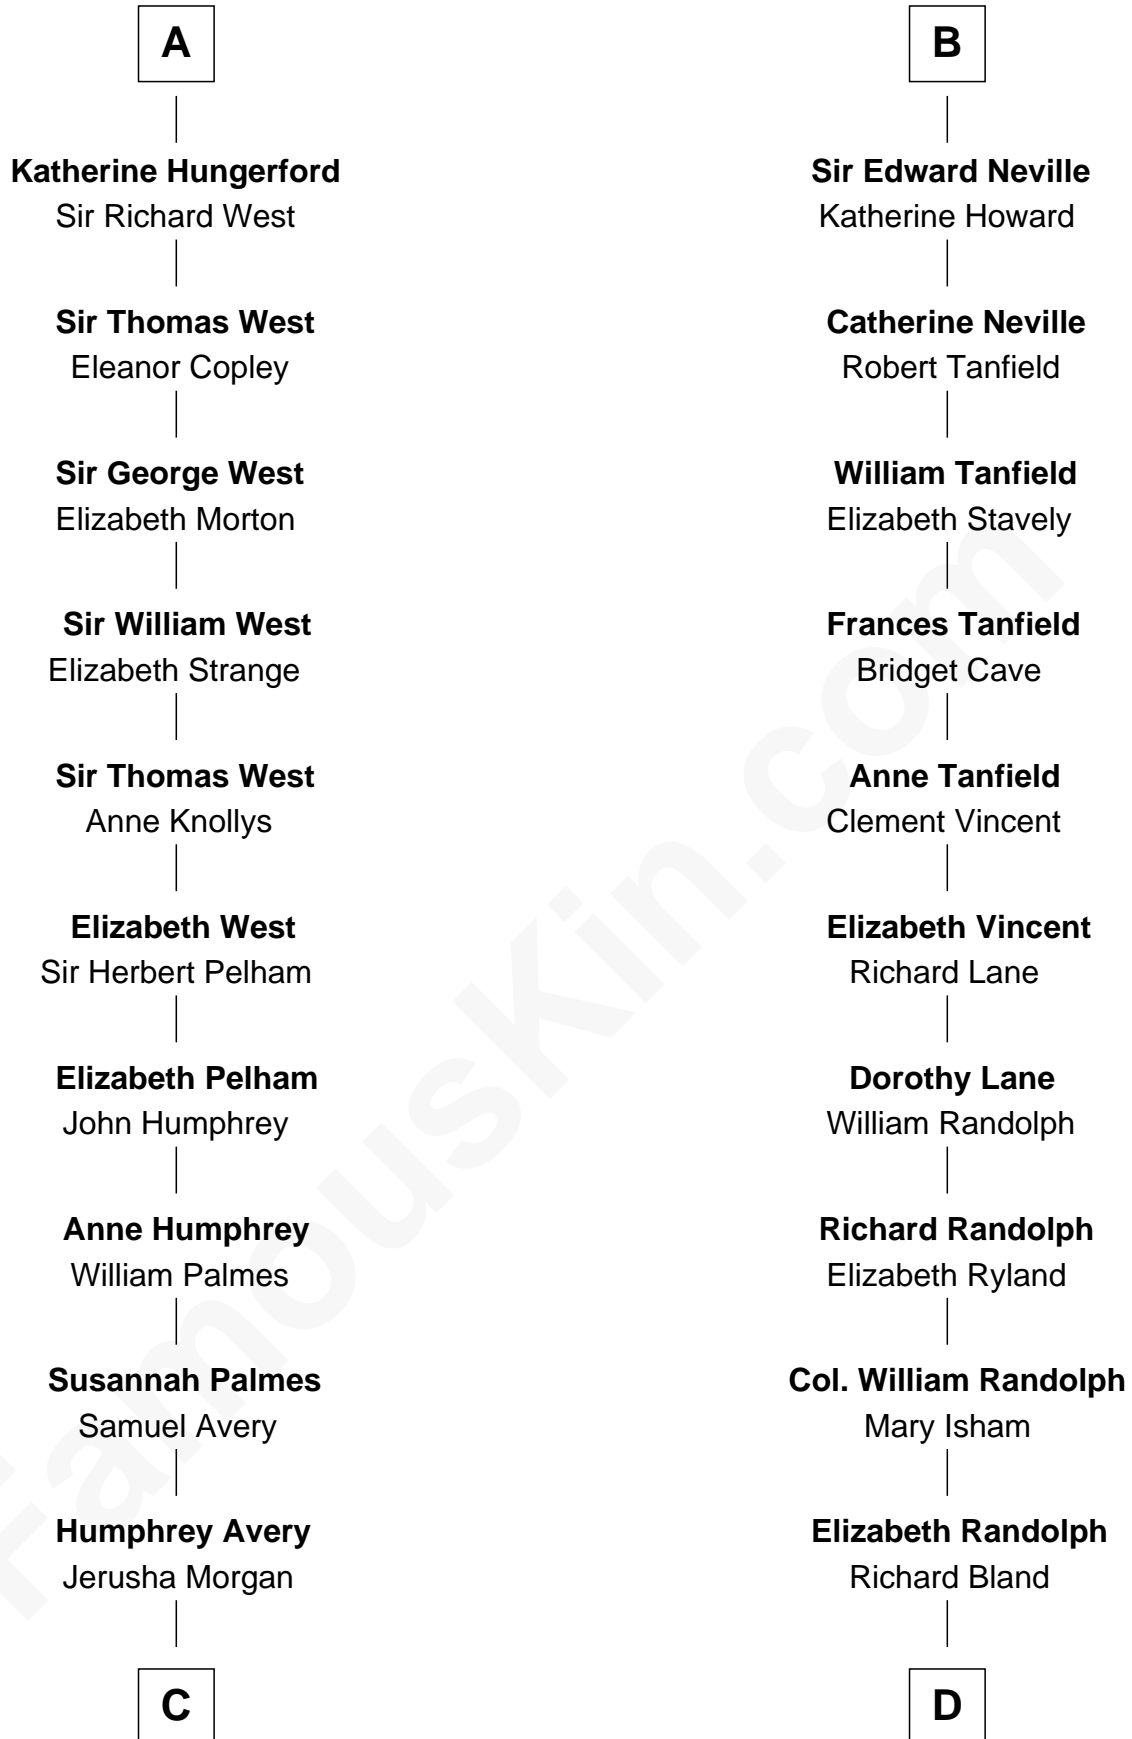 A
Katherine Hungerford
Sir Richard West
Sir Thomas West
Eleanor Copley
Sir George West
Elizabeth Morton
Sir William West
Elizabeth Strange
Sir Thomas West
Anne Knollys
Elizabeth West
Sir Herbert Pelham
Elizabeth Pelham
John Humphrey
Anne Humphrey
William Palmes
Susannah Palmes
Samuel Avery
Humphrey Avery
Jerusha Morgan
C
B
Sir Edward Neville
Katherine Howard
Catherine Neville
Robert Tanfield
William Tanfield
Elizabeth Stavely
Frances Tanfield
Bridget Cave
Anne Tanfield
Clement Vincent
Elizabeth Vincent
Richard Lane
Dorothy Lane
William Randolph
Richard Randolph
Elizabeth Ryland
Col. William Randolph
Mary Isham
Elizabeth Randolph
Richard Bland
D
FamousKin.com